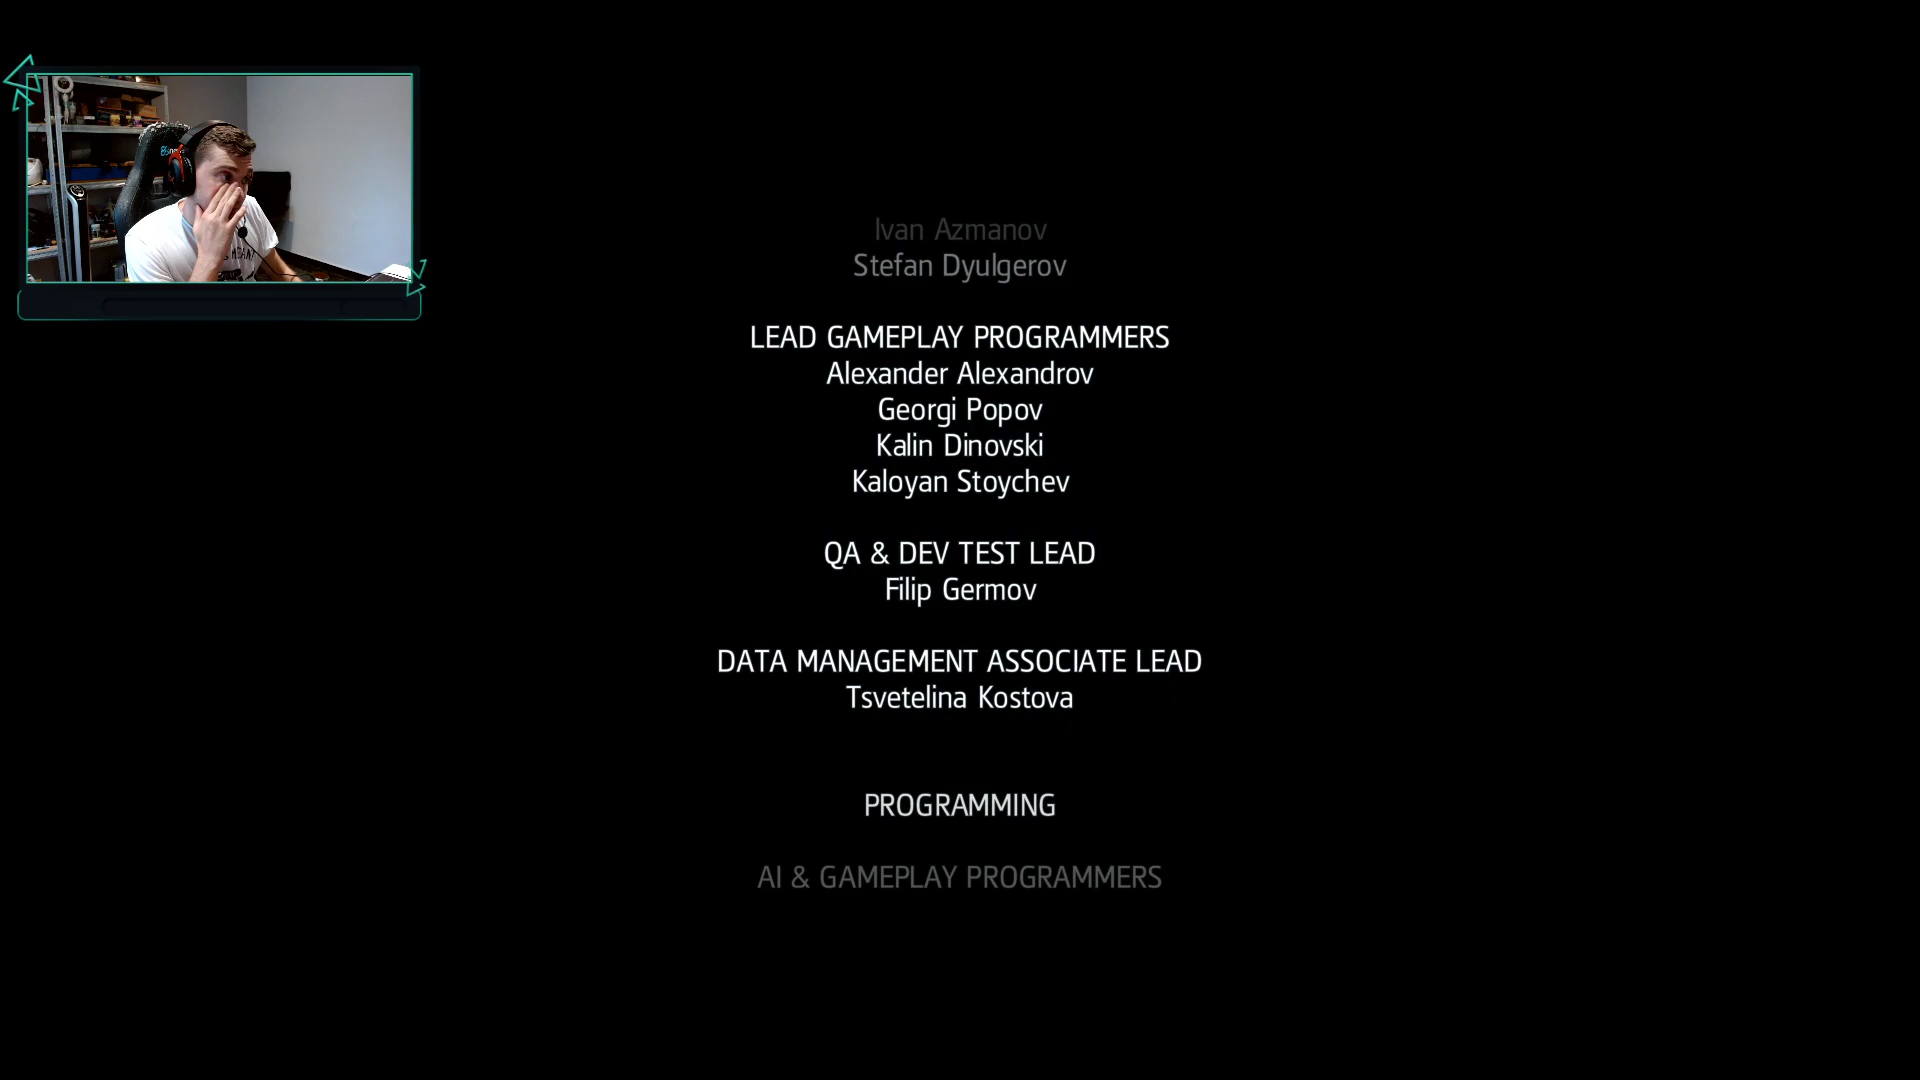 Ivan Azmanov
Stefan Dyulgerov
LEAD GAMEPLAY PROGRAMMERS
Alexander Alexandrov
Georgi Popov
Kalin Dinovski
Kaloyan Stoychev
QA & DEV TEST LEAD
Filip Germov
DATA MANAGEMENT ASSOCIATE LEAD
Tsvetelina Kostova
PROGRAMMING
AI & GAMEPLAY PROGRAMMERS